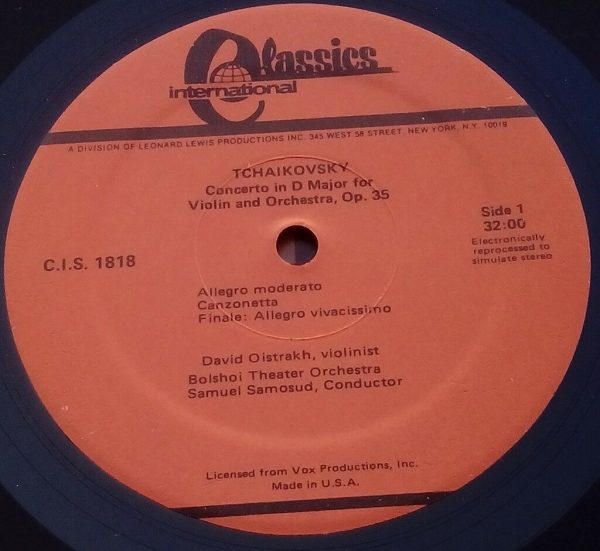 Classics
international
A DIVISION OF LEONARD LEWIS PRODUCTIONS INC. 345 WEST 58 STREET, NEW YORK, N.Y. 10019
TCHAIKOVSKY
Concerto in D Major for
Violin and Orchestra, Op. 35
Side 1
32:00
Electronically
reprocessed to
simulate stereo
C.I.S. 1818
Allegro moderato
Canzonetta
Finale: Allegro vivacissimo
David Oistrakh, violinist
Bolshoi Theater Orchestra
Samuel Samosud, Conductor
Licensed from Vox Productions, Inc.
Made in U.S.A.